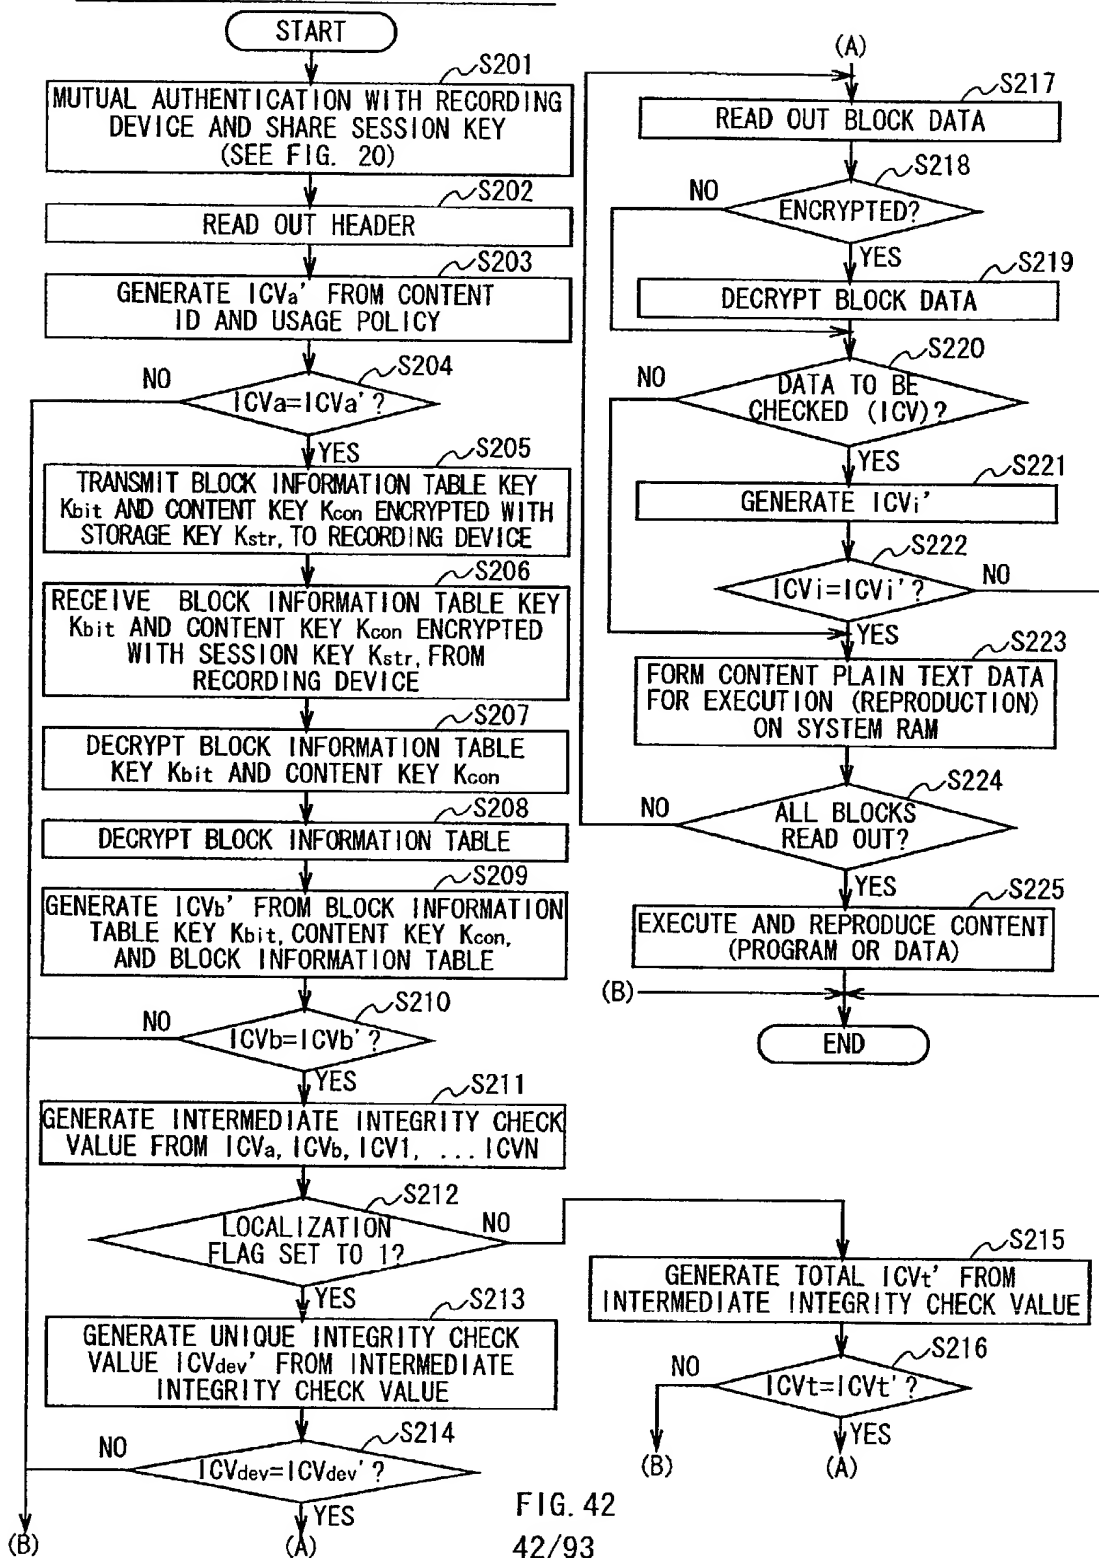 START
S201
MUTUAL AUTHENTICATION WITH RECORDING
DEVICE AND SHARE SESSION KEY
(SEE FIG. 20)
S202
READ OUT HEADER
S203
GENERATE ICVa' FROM CONTENT
ID AND USAGE POLICY
S204
NO
ICVa=ICVa'?
YES
S205
TRANSMIT BLOCK INFORMATION TABLE KEY
Kbit AND CONTENT KEY Kcon ENCRYPTED WITH
STORAGE KEY Kstr, TO RECORDING DEVICE
S206
RECEIVE BLOCK INFORMATION TABLE KEY
Kbit AND CONTENT KEY Kcon ENCRYPTED
WITH SESSION KEY Kstr, FROM
RECORDING DEVICE
S207
DECRYPT BLOCK INFORMATION TABLE
KEY Kbit AND CONTENT KEY Kcon
S208
DECRYPT BLOCK INFORMATION TABLE
S209
GENERATE ICVb' FROM BLOCK INFORMATION
TABLE KEY Kbit, CONTENT KEY Kcon,
AND BLOCK INFORMATION TABLE
S210
NO
ICVb=ICVb'?
YES
S211
GENERATE INTERMEDIATE INTEGRITY CHECK
VALUE FROM ICVa, ICVb, ICV1, ...ICVN
S212
LOCALIZATION
FLAG SET TO 1?
NO
YES
S213
GENERATE UNIQUE INTEGRITY CHECK
VALUE ICVdev' FROM INTERMEDIATE
INTEGRITY CHECK VALUE
S214
NO
ICVdev=ICVdev'?
YES
(B)
(A)
(A)
S217
READ OUT BLOCK DATA
S218
NO
ENCRYPTED?
YES
S219
DECRYPT BLOCK DATA
S220
NO
DATA TO BE
CHECKED (ICV)?
YES
S221
GENERATE ICVi'
S222
ICVi=ICVi'?
NO
YES
S223
FORM CONTENT PLAIN TEXT DATA
FOR EXECUTION (REPRODUCTION)
ON SYSTEM RAM
S224
NO
ALL BLOCKS
READ OUT?
YES
S225
EXECUTE AND REPRODUCE CONTENT
(PROGRAM OR DATA)
(B)
END
S215
GENERATE TOTAL ICVt' FROM
INTERMEDIATE INTEGRITY CHECK VALUE
S216
NO
ICVt=ICVt'?
YES
(B)
(A)
FIG. 42
42/93